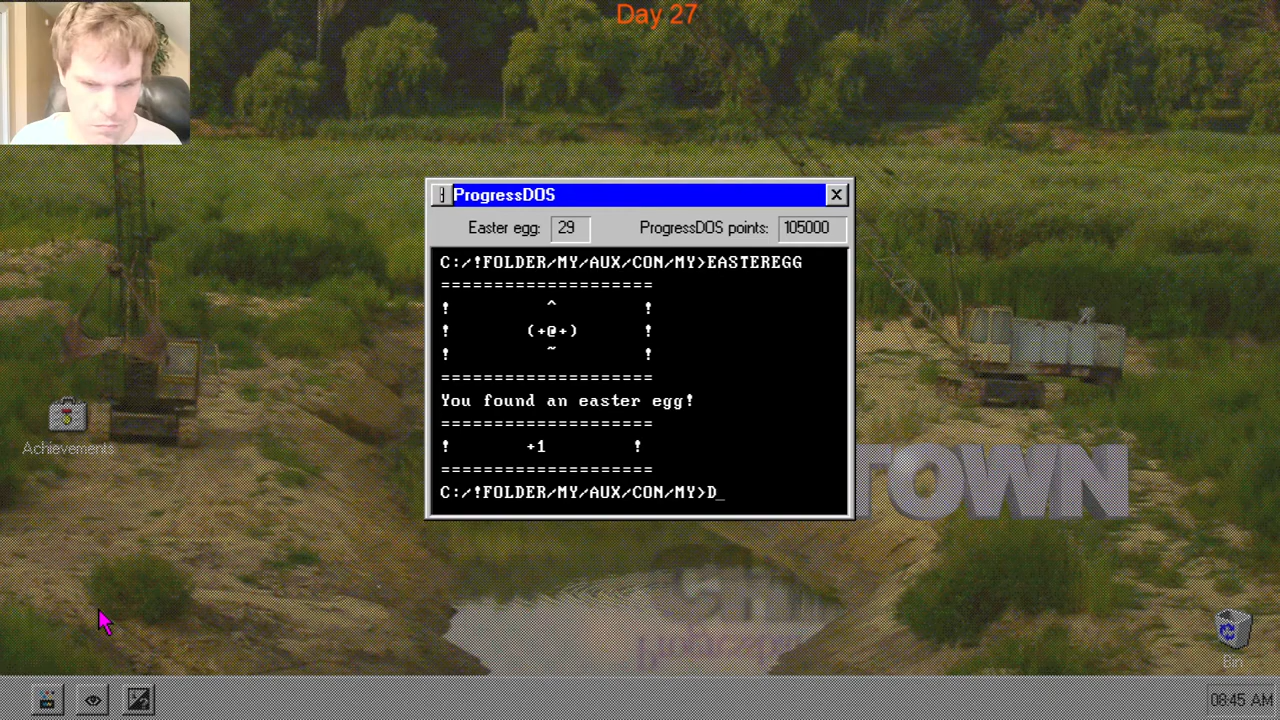 Day 27
ProgressDOS
Easter egg: 29 ProgressDOS points: 105000
C:/!FOLDER/MY/AUX/CON/MY>EASTEREGG
====================
! ^ !
! (+@+) !
! ~ !
====================
You found an easter egg!
====================
! +1 !
====================
C:/!FOLDER/MY/AUX/CON/MY>D_
Achievements
TOWN
Bin
08:45 AM